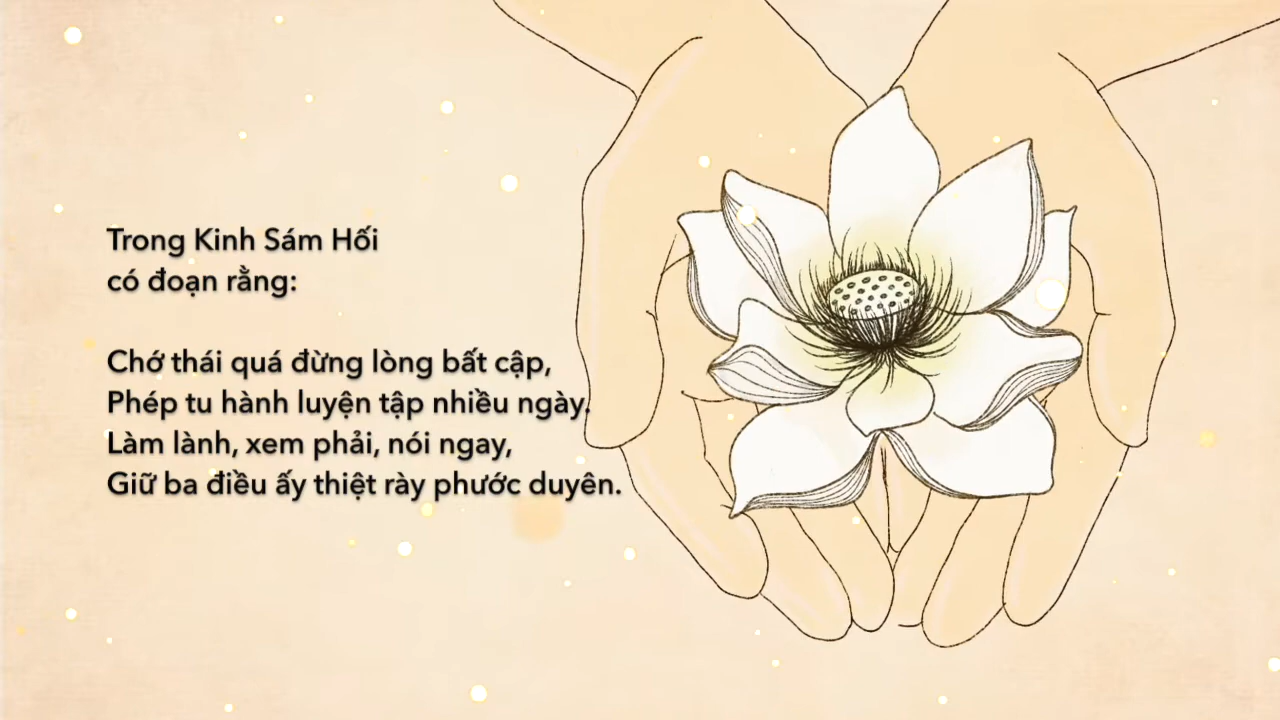 Trong Kinh Sám Hối
có đoạn rằng:
Chớ thái quá đừng lòng bất cập,
Phép tu hành luyện tập nhiều ngày.
Làm lành, xem phải, nói ngay,
Giữ ba điều ấy thiệt rày phước duyên.